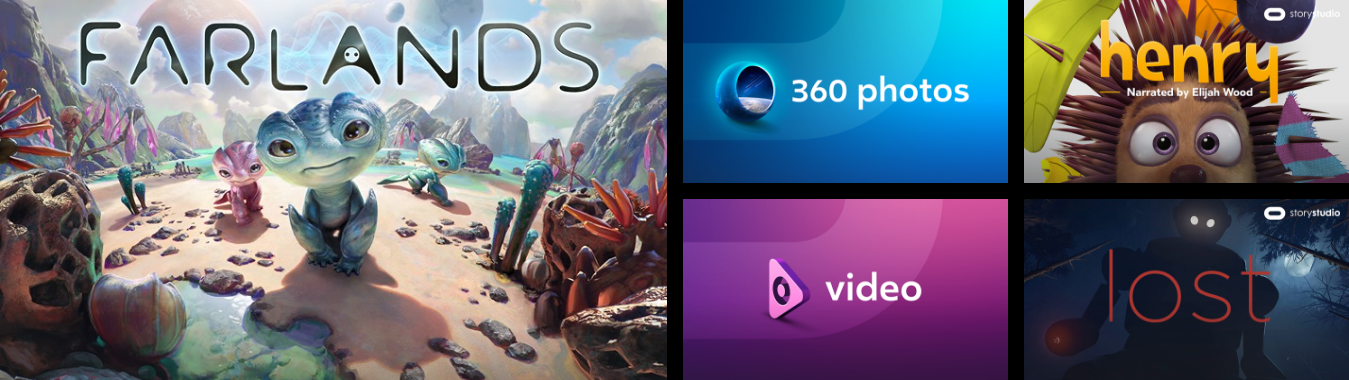 FARLANDS
360 photos
storystudio
henry
Narrated by Elijah Wood
video
storystudio
lost